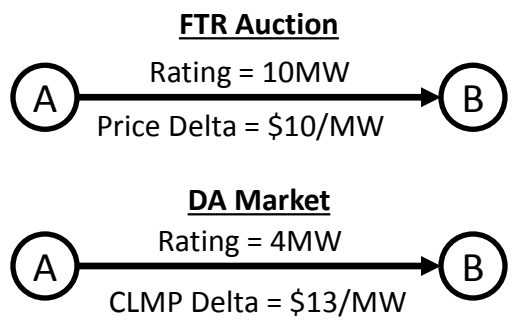 FTR Auction
Rating = 10MW
A
B
Price Delta = $10/MW
DA Market
Rating = 4MW
A
B
CLMP Delta = $13/MW